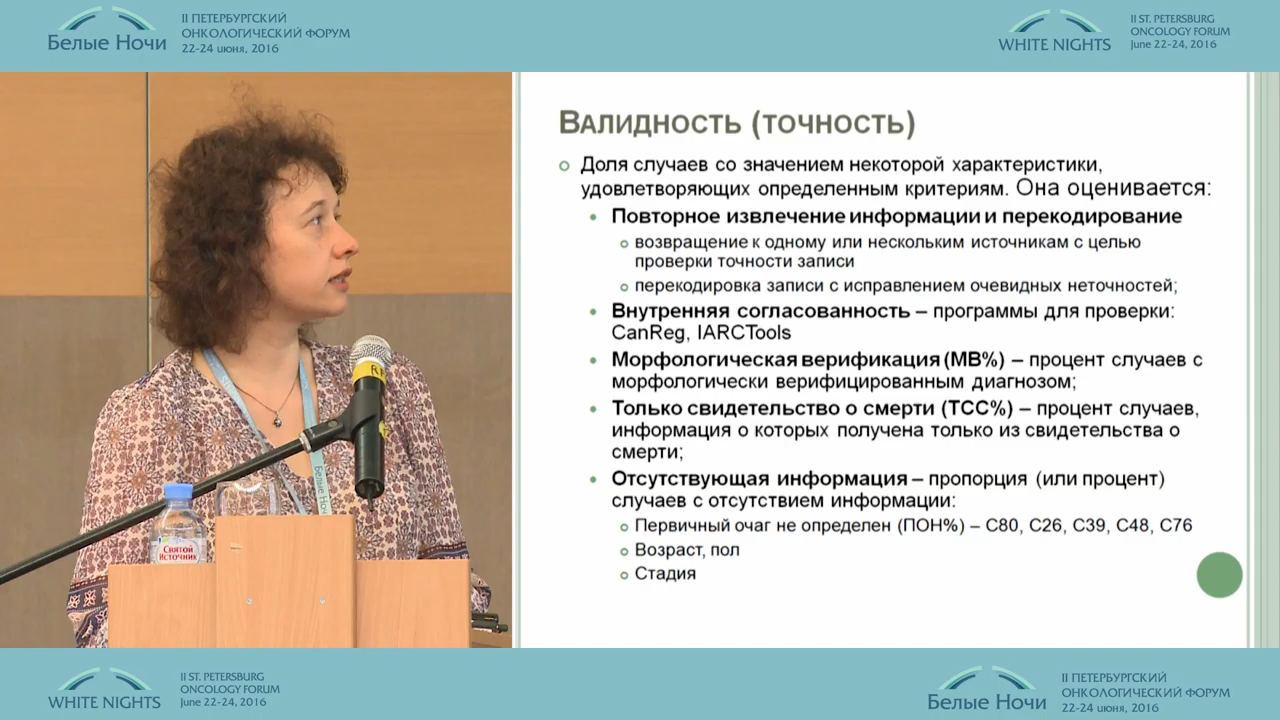 Белые Ночи
II ПЕТЕРБУРГСКИЙ
ОНКОЛОГИЧЕСКИЙ ФОРУМ
22-24 июня, 2016
WHITE NIGHTS
II ST. PETERSBURG
ONCOLOGY FORUM
June 22-24, 2016
ВАЛИДНОСТЬ (ТОЧНОСТЬ)
Доля случаев со значением некоторой характеристики,
удовлетворяющих определенным критериям. Она оценивается:
Повторное извлечение информации и перекодирование
возвращение к одному или нескольким источникам с целью
проверки точности записи
перекодировка записи с исправлением очевидных неточностей;
Внутренняя согласованность – программы для проверки:
CanReg, IARCTools
Морфологическая верификация (МВ%) – процент случаев с
морфологически верифицированным диагнозом;
Только свидетельство о смерти (ТСС%) – процент случаев,
информация о которых получена только из свидетельства о
смерти;
Отсутствующая информация – пропорция (или процент)
случаев с отсутствием информации:
Первичный очаг не определен (ПОН%) – C80, C26, C39, C48, C76
Возраст, пол
Стадия
Белые Ноч
Святой
Источник
WHITE NIGHTS
II ST. PETERSBURG
ONCOLOGY FORUM
June 22-24, 2016
Белые Ночи
II ПЕТЕРБУРГСКИЙ
ОНКОЛОГИЧЕСКИЙ ФОРУМ
22-24 июня, 2016